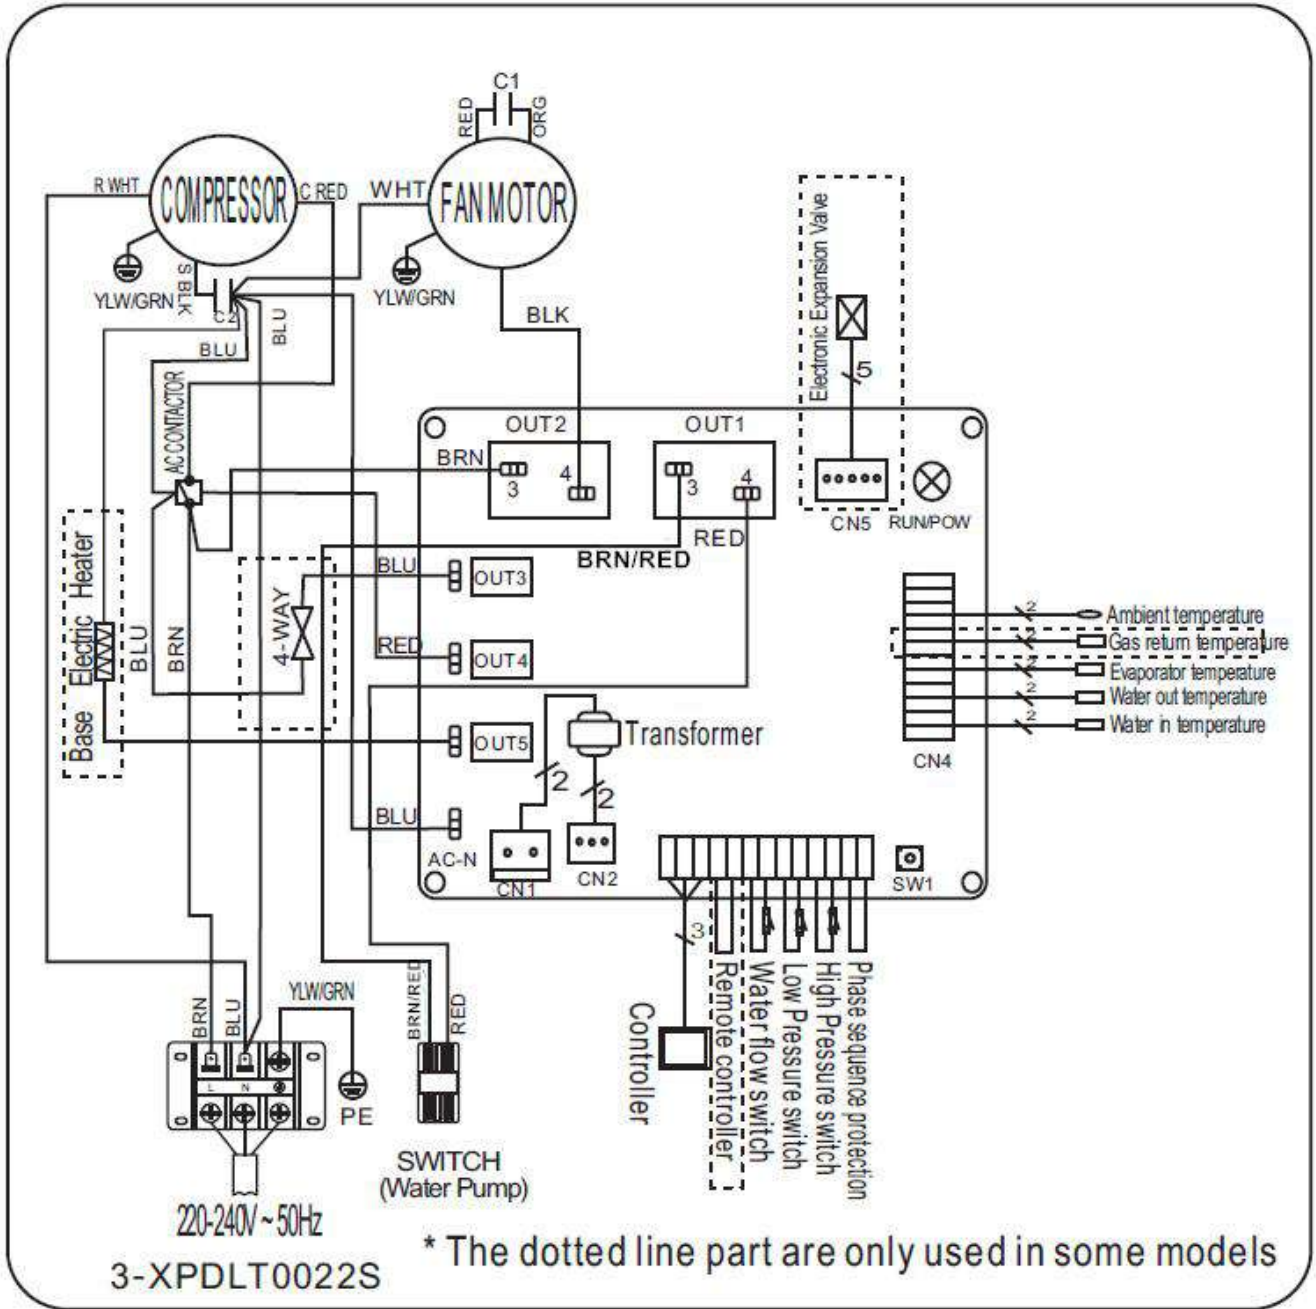 C1
RED
ORG
R WHT
COMPRESSOR
C RED
WHT
FAN MOTOR
YLW/GRN
S BLK
C2
BLU
BLU
YLW/GRN
BLK
Electronic Expansion Valve
5
AC CONTACTOR
OUT2
OUT1
BRN
3
4
3
4
CN5
RUN/POW
RED
BRN/RED
Base Electric Heater
BLU
BRN
4-WAY
BLU
OUT3
RED
OUT4
OUT5
Transformer
2
2
BLU
AC-N
CN1
CN2
2
Ambient temperature
2
Gas return temperature
2
Evaporator temperature
2
Water out temperature
2
Water in temperature
CN4
SW1
3
Controller
Remote controller
Water flow switch
Low Pressure switch
High Pressure switch
Phase sequence protection
BRN
BLU
YLW/GRN
BRN/RED
RED
L
N
PE
SWITCH
(Water Pump)
220-240V ~ 50Hz
3-XPDLT0022S
* The dotted line part are only used in some models